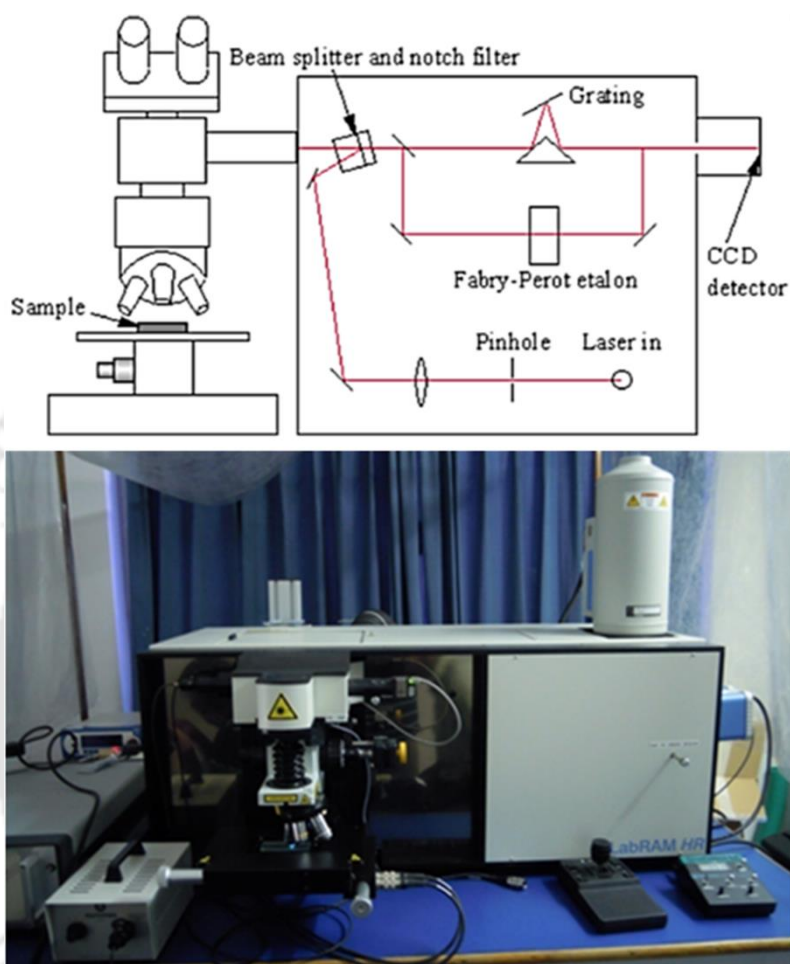 Beam splitter and notch filter
Grating
CCD
detector
Fabry-Perot etalon
Sample
Pinhole
Laser in
LabRAM HR